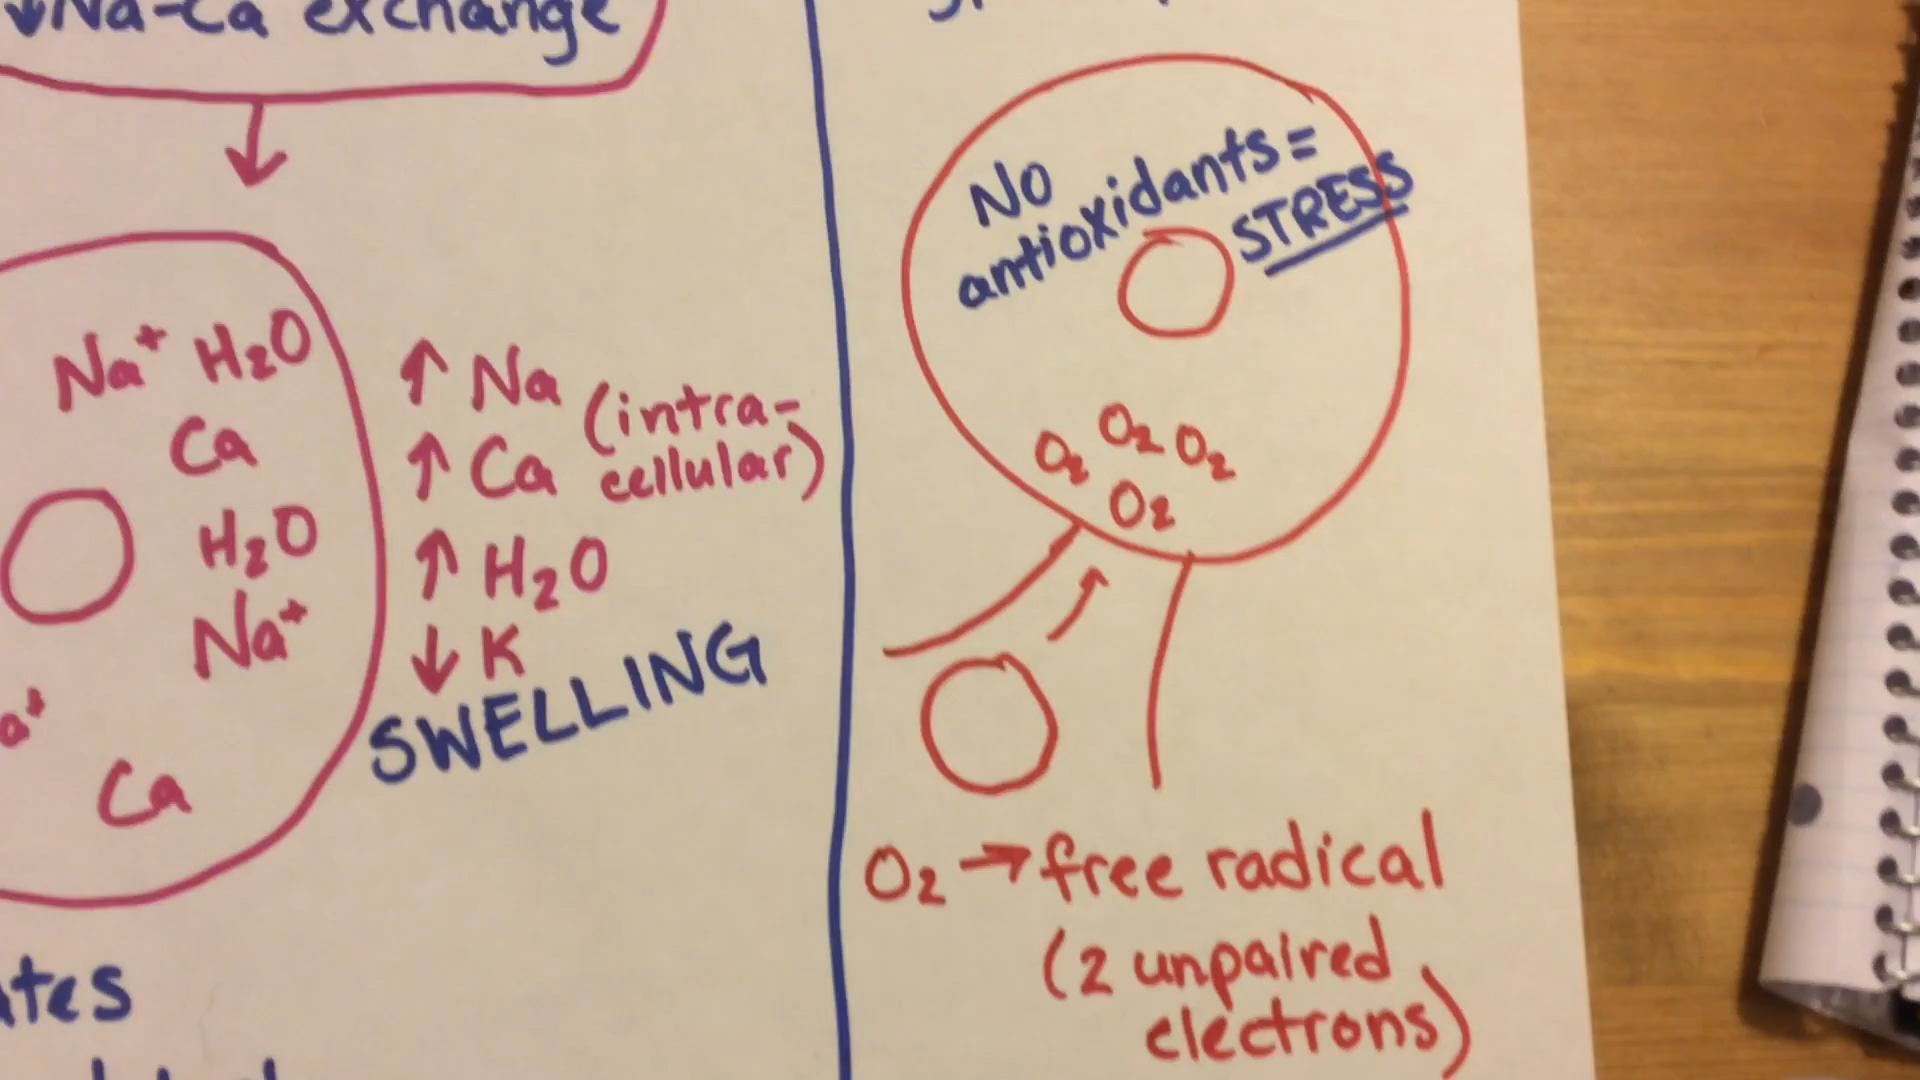 ↓Na-Ca exchange
Na⁺ H₂O
Ca
H₂O
Na⁺
Ca
↑ Na (intra-
↑ Ca cellular)
↑ H₂O
↓ K
SWELLING
No
antioxidants =
STRESS
O₂ O₂ O₂
O₂
O₂ → free radical
(2 unpaired
electrons)